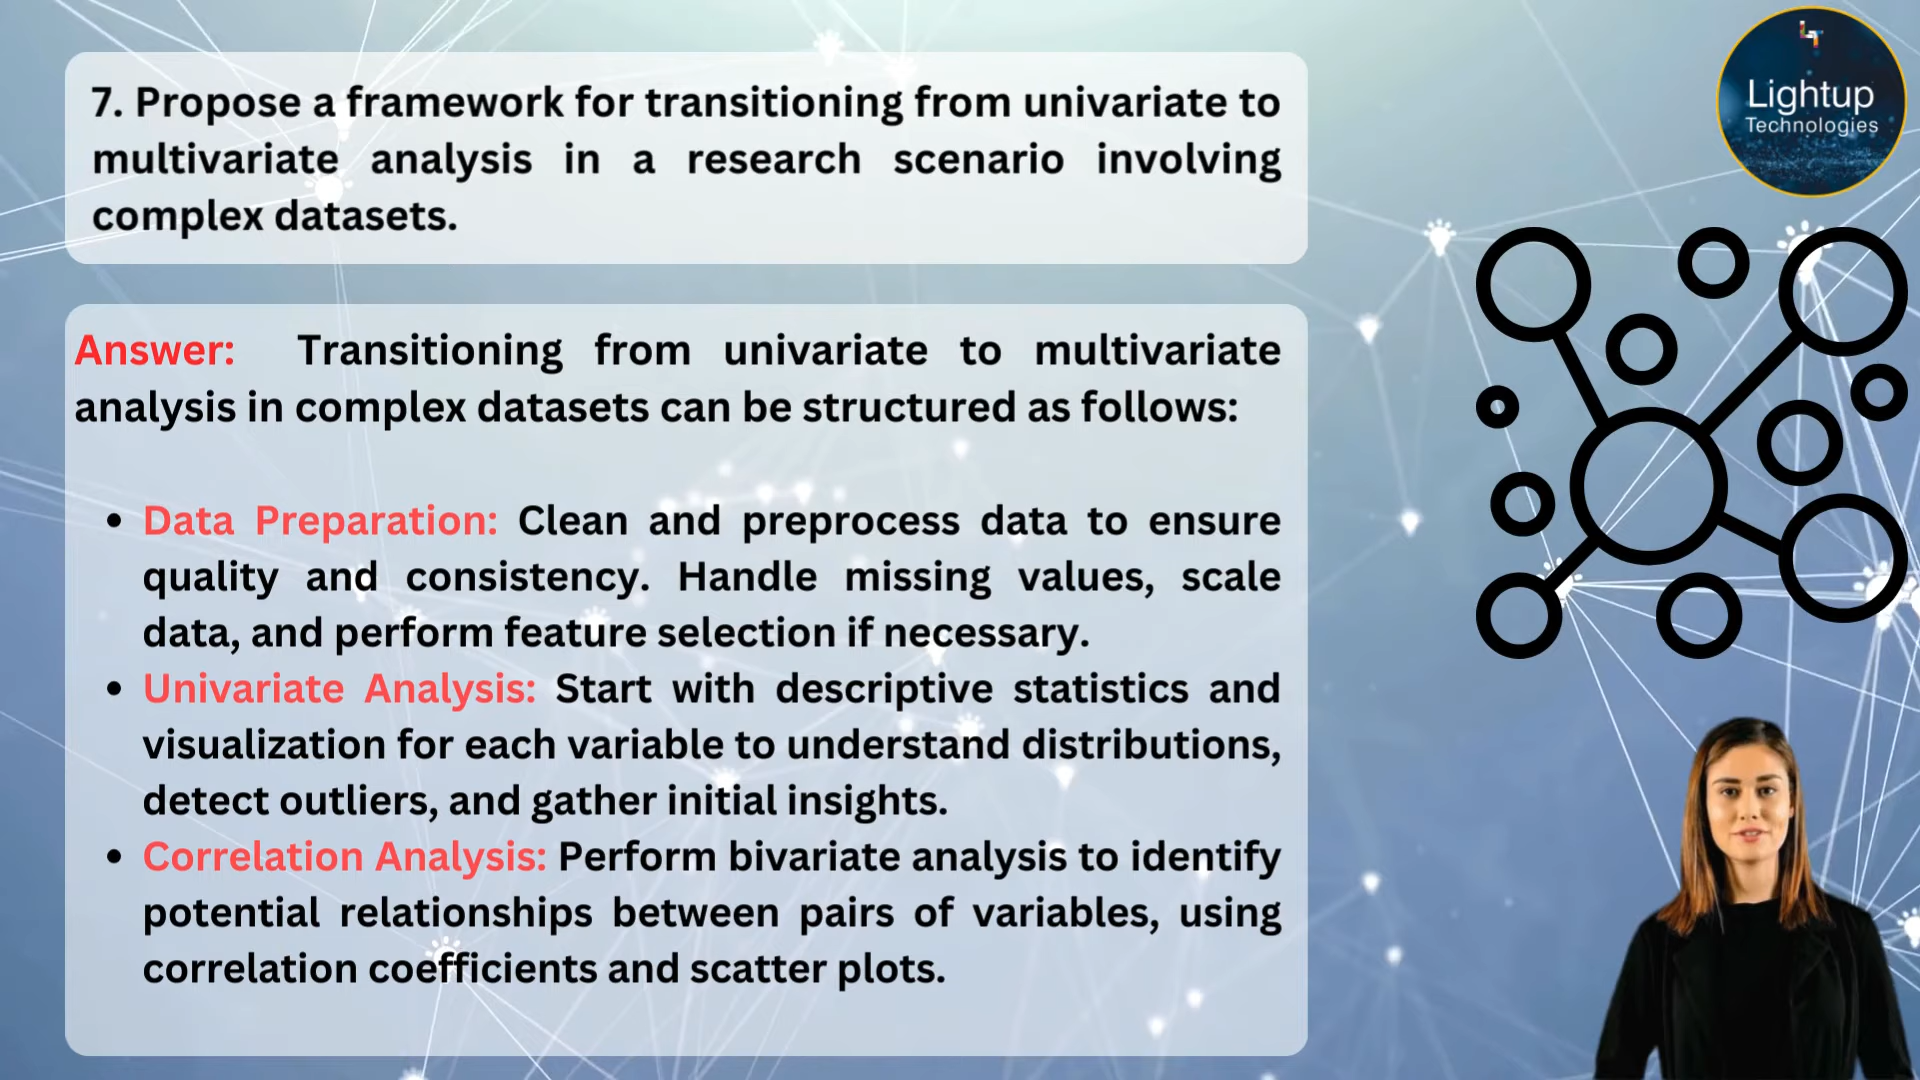 7. Propose a framework for transitioning from univariate to
multivariate analysis in a research scenario involving
complex datasets.
Answer: Transitioning from univariate to multivariate
analysis in complex datasets can be structured as follows:
• Data Preparation: Clean and preprocess data to ensure
quality and consistency. Handle missing values, scale
data, and perform feature selection if necessary.
• Univariate Analysis: Start with descriptive statistics and
visualization for each variable to understand distributions,
detect outliers, and gather initial insights.
• Correlation Analysis: Perform bivariate analysis to identify
potential relationships between pairs of variables, using
correlation coefficients and scatter plots.
LT
Lightup
Technologies